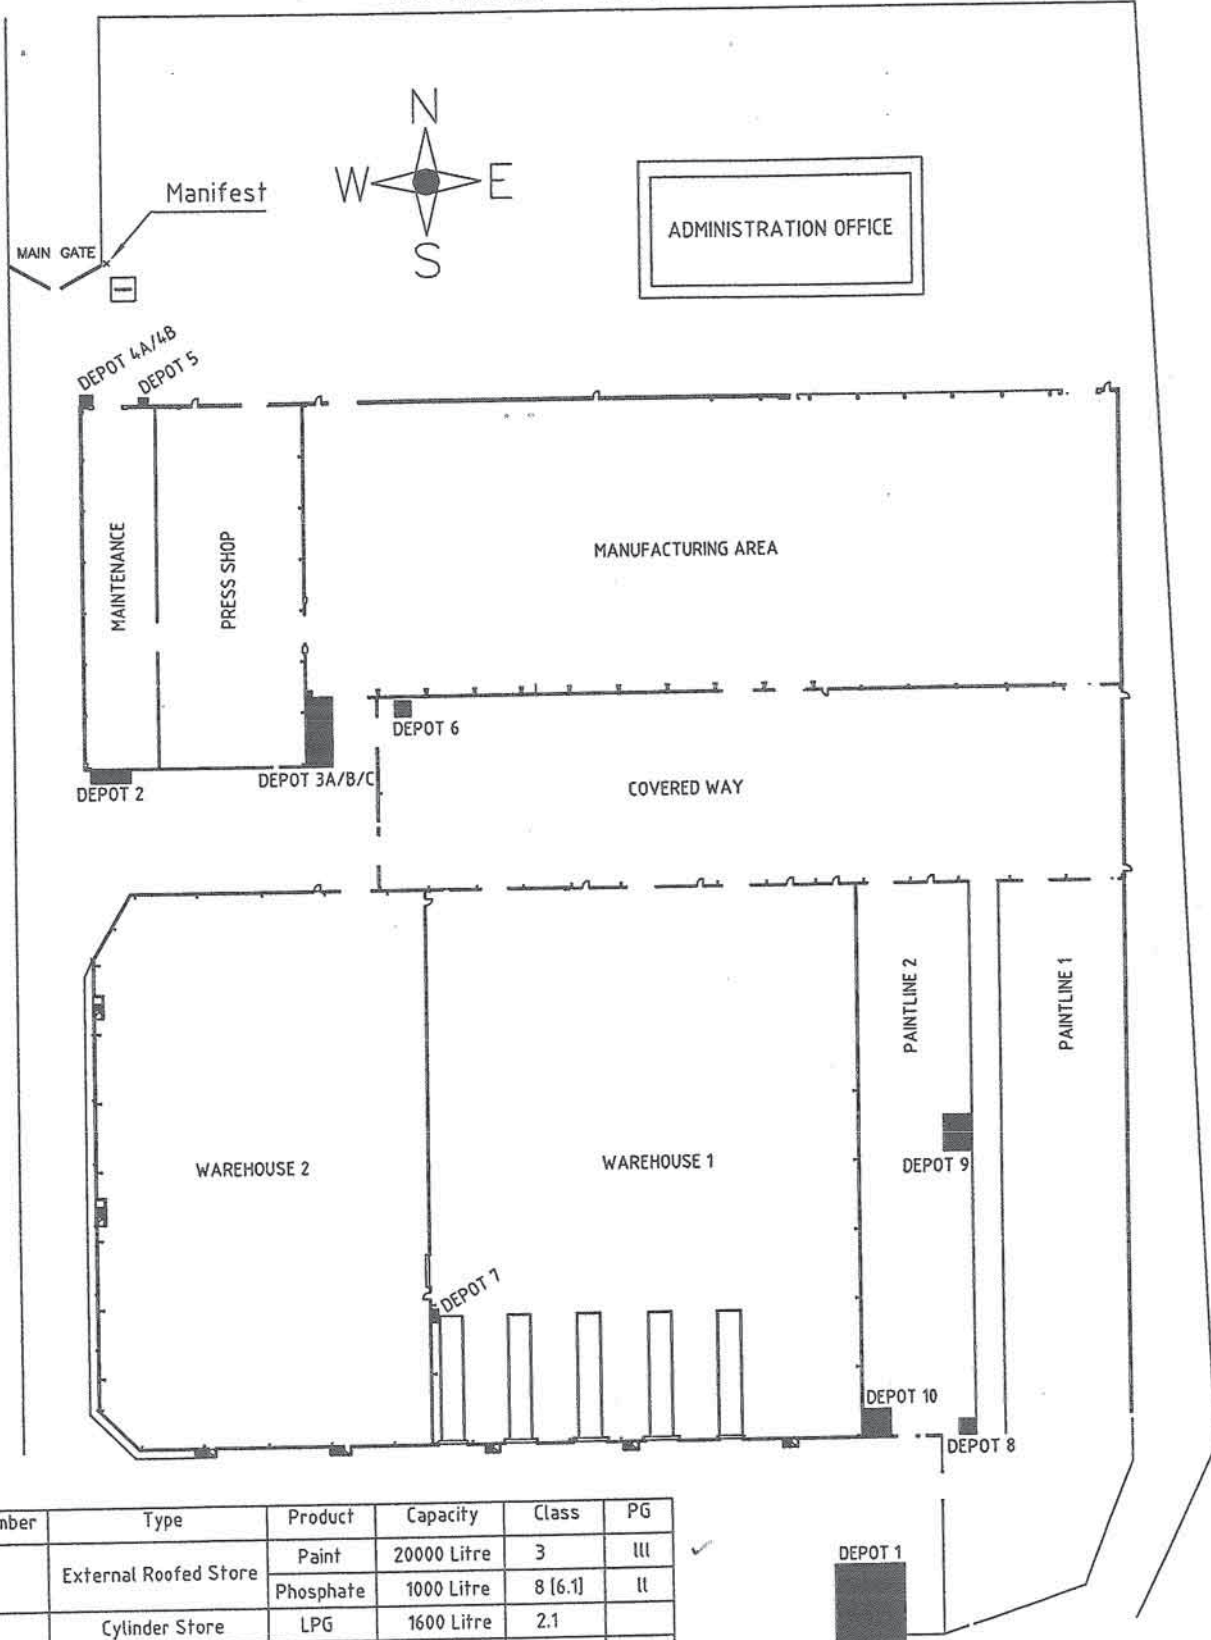 N
Manifest
W E
ADMINISTRATION OFFICE
MAIN GATE
S
DEPOT 4A/4B
DEPOT 5
MAINTENANCE
PRESS SHOP
MANUFACTURING AREA
DEPOT 6
DEPOT 2
DEPOT 3A/B/C
COVERED WAY
PAINTLINE 2
PAINTLINE 1
WAREHOUSE 2
WAREHOUSE 1
DEPOT 9
DEPOT 7
DEPOT 10
DEPOT 8
DEPOT 1
mber Type Product Capacity Class PG
External Roofed Store Paint 20000 Litre 3 III
Phosphate 1000 Litre 8 [6.1] II
Cylinder Store LPG 1600 Litre 2.1